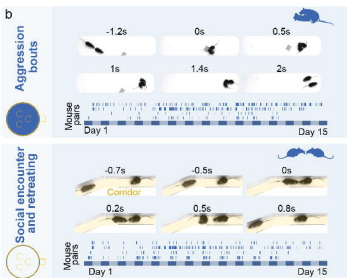 b
Aggression
bouts
-1.2s
0s
0.5s
1s
1.4s
2s
Mouse
pairs
Day 1
Day 15
Social encounter
and retreating
-0.7s
-0.5s
0s
Corridor
0.2s
0.5s
0.8s
Mouse
pairs
Day 1
Day 15